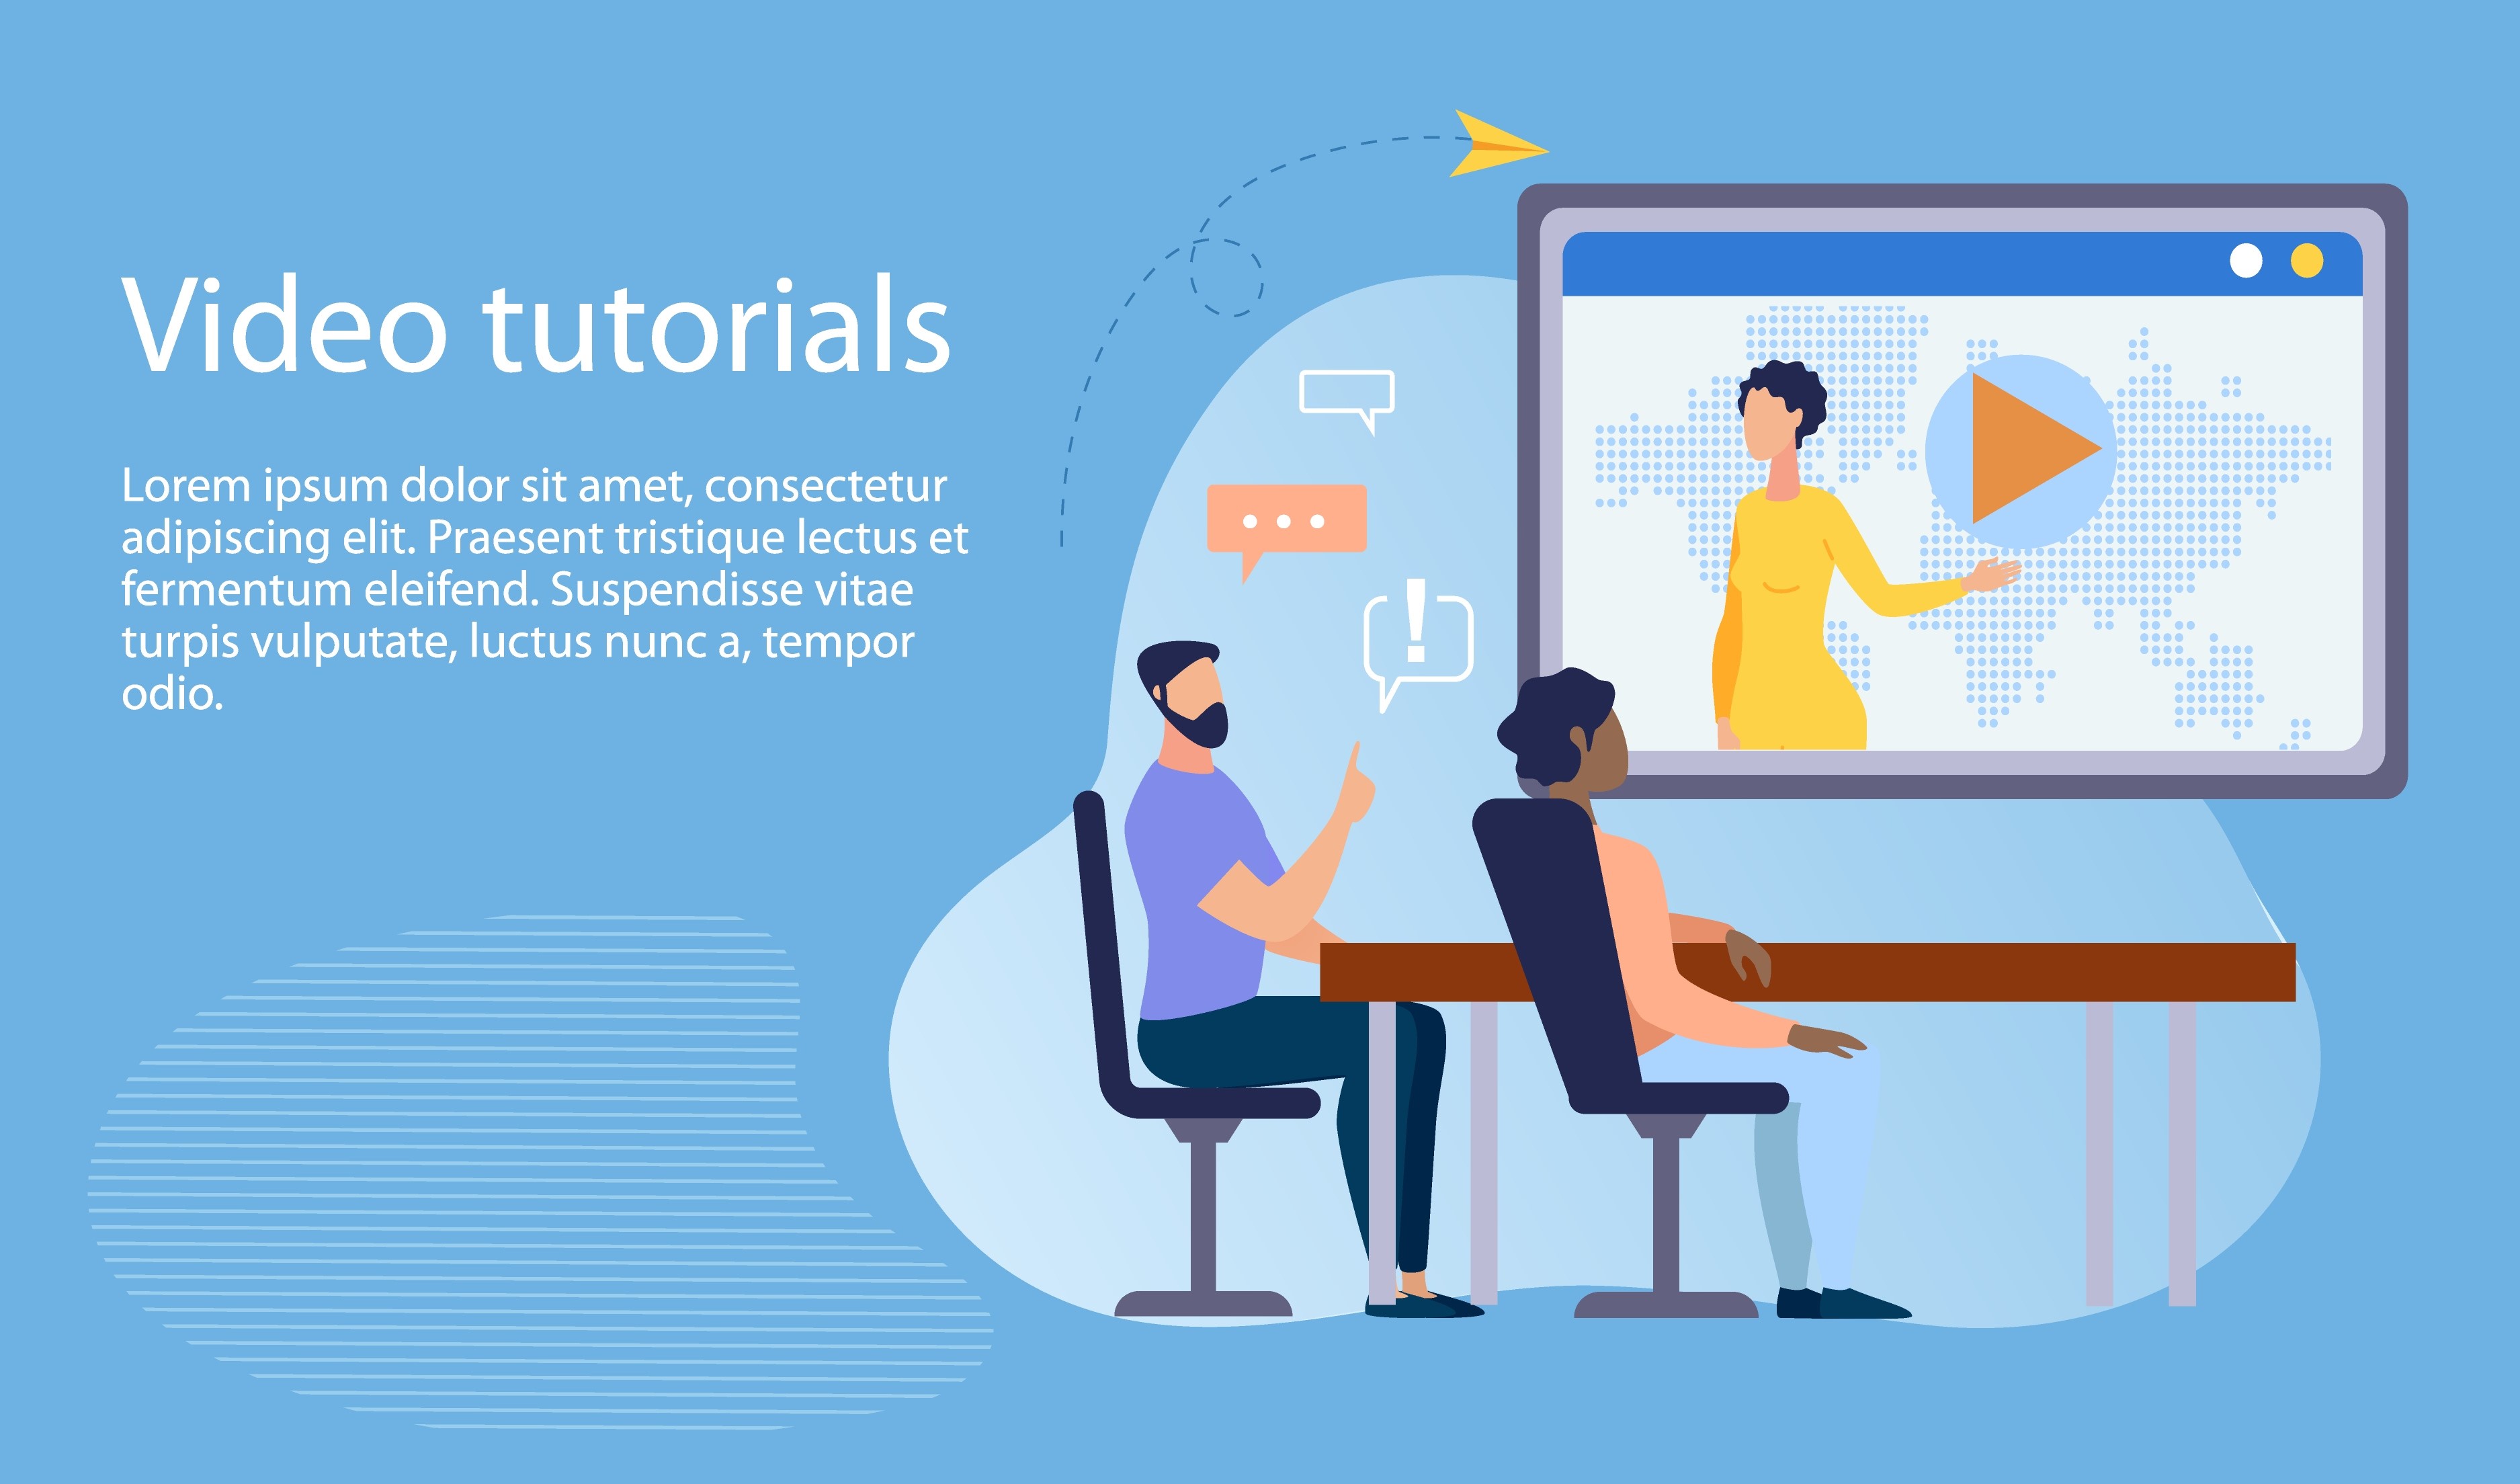 Video tutorials
Lorem ipsum dolor sit amet, consectetur
adipiscing elit. Praesent tristique lectus et
fermentum eleifend. Suspendisse vitae
turpis vulputate, luctus nunc a, tempor
odio.
!